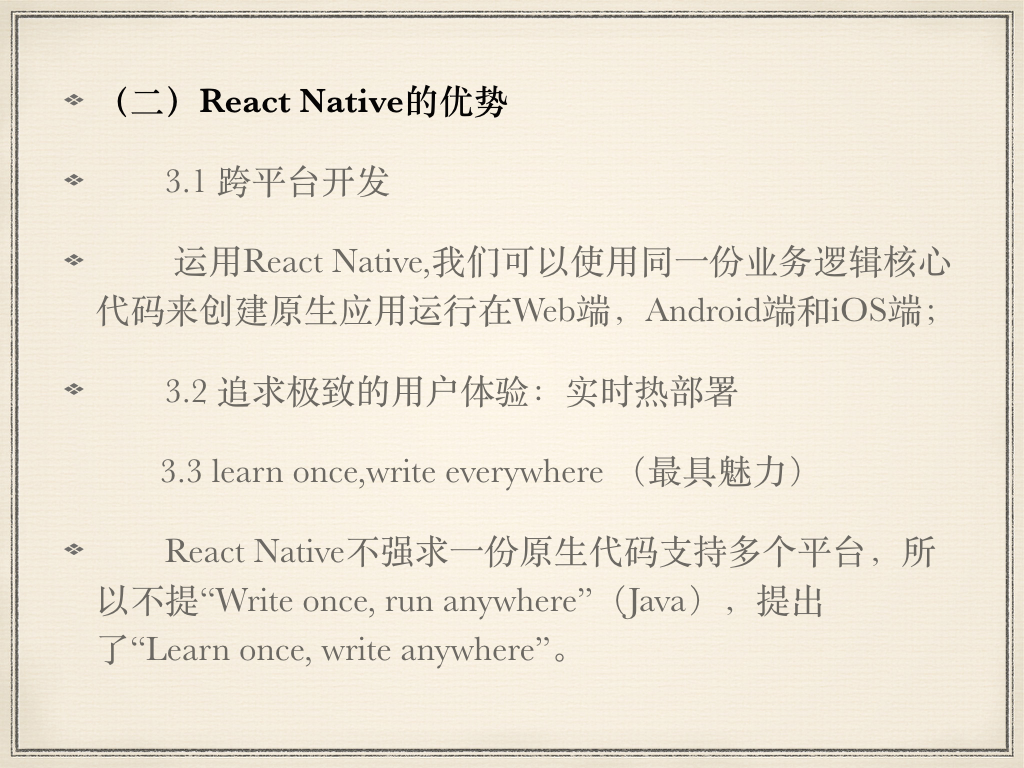 （二）React Native的优势
3.1 跨平台开发
运用React Native,我们可以使用同一份业务逻辑核心
代码来创建原生应用运行在Web端，Android端和iOS端；
3.2 追求极致的用户体验：实时热部署
3.3 learn once,write everywhere （最具魅力）
React Native不强求一份原生代码支持多个平台，所
以不提“Write once, run anywhere”（Java），提出
了“Learn once, write anywhere”。